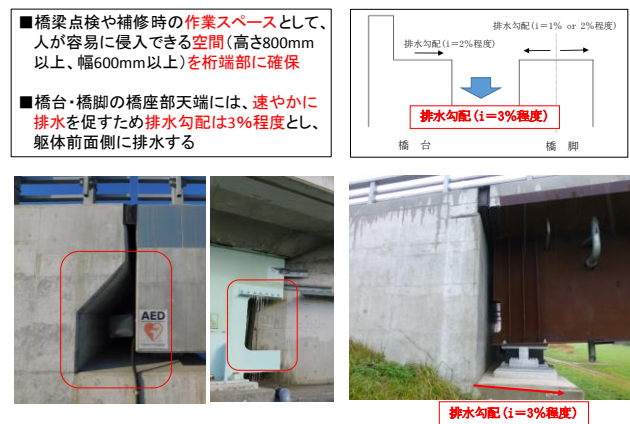 ■橋梁点検や補修時の作業スペースとして、
人が容易に侵入できる空間（高さ800mm
以上、幅600mm以上）を桁端部に確保
■橋台・橋脚の橋座部天端には、速やかに
排水を促すため排水勾配は3％程度とし、
躯体前面側に排水する
排水勾配（i＝1% or 2%程度）
排水勾配（i＝2%程度）
排水勾配（i＝3%程度）
橋 台
橋 脚
AED
排水勾配（i＝3%程度）